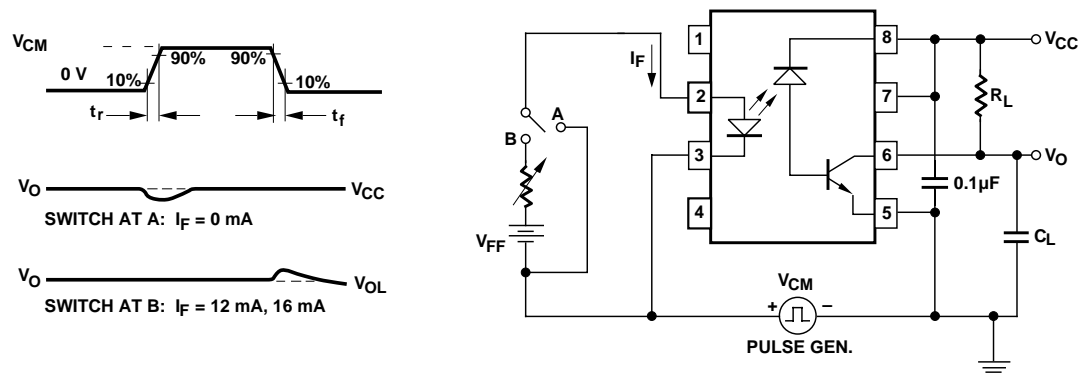 VCM
0 V
10%
90%
90%
10%
tr
tf
VO
VCC
SWITCH AT A: IF = 0 mA
VO
VOL
SWITCH AT B: IF = 12 mA, 16 mA
IF
A
B
VFF
1
2
3
4
8
7
6
5
VCC
RL
VO
0.1µF
CL
VCM
+
–
PULSE GEN.